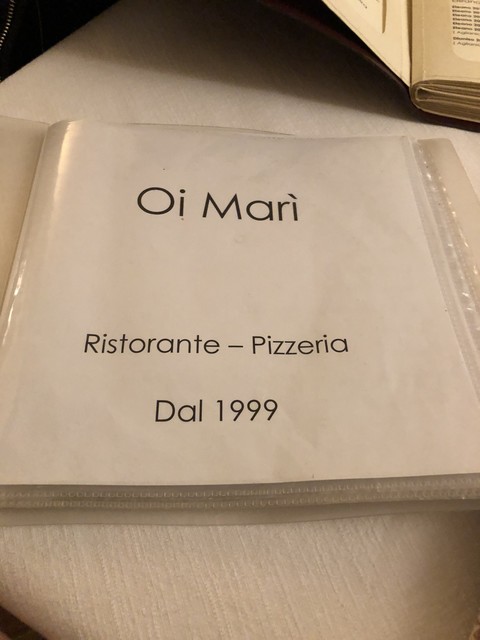 Oi Marì
Ristorante – Pizzeria
Dal 1999